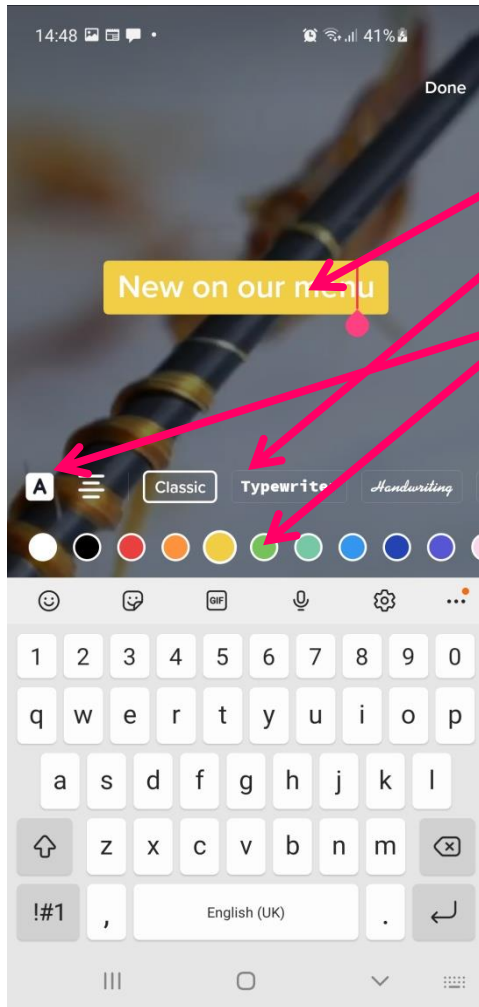 14:48 41%
Done
New on our menu
A Classic Typewriter Handwriting
GIF
1 2 3 4 5 6 7 8 9 0
q w e r t y u i o p
a s d f g h j k l
z x c v b n m
!#1 , English (UK) .